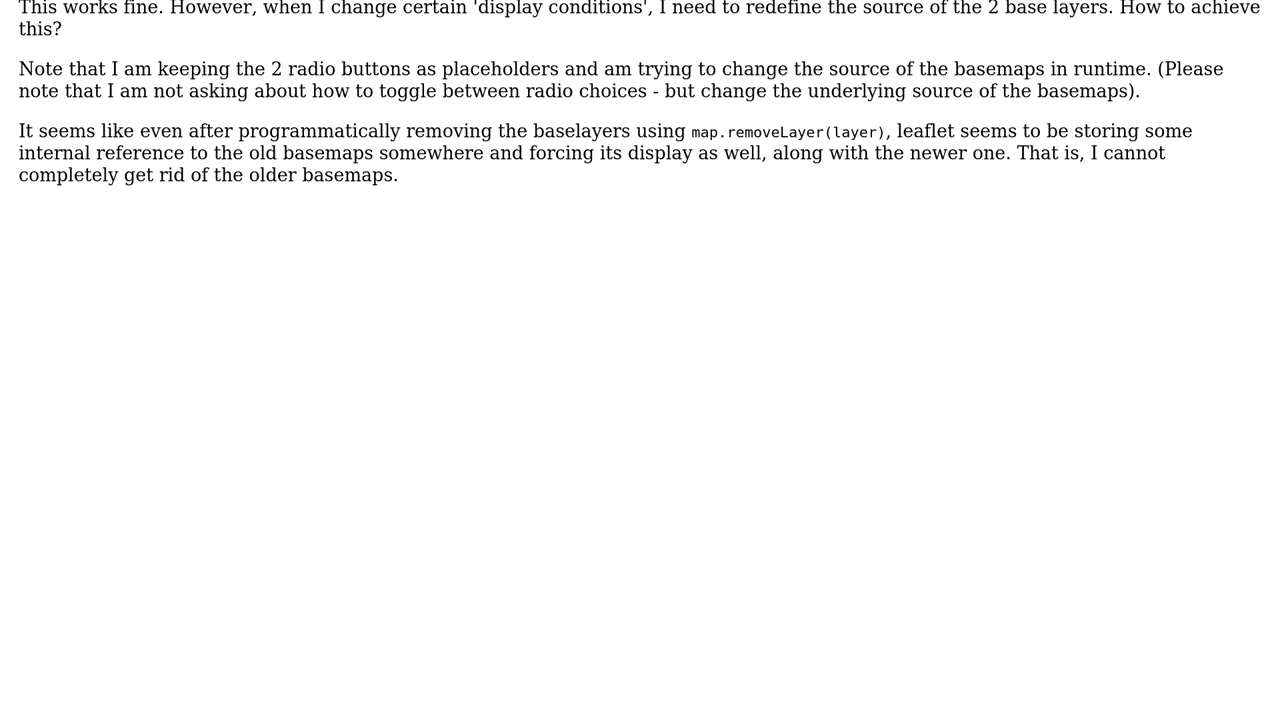 This works fine. However, when I change certain 'display conditions', I need to redefine the source of the 2 base layers. How to achieve
this?
Note that I am keeping the 2 radio buttons as placeholders and am trying to change the source of the basemaps in runtime. (Please
note that I am not asking about how to toggle between radio choices - but change the underlying source of the basemaps).
It seems like even after programmatically removing the baselayers using map.removeLayer(layer), leaflet seems to be storing some
internal reference to the old basemaps somewhere and forcing its display as well, along with the newer one. That is, I cannot
completely get rid of the older basemaps.